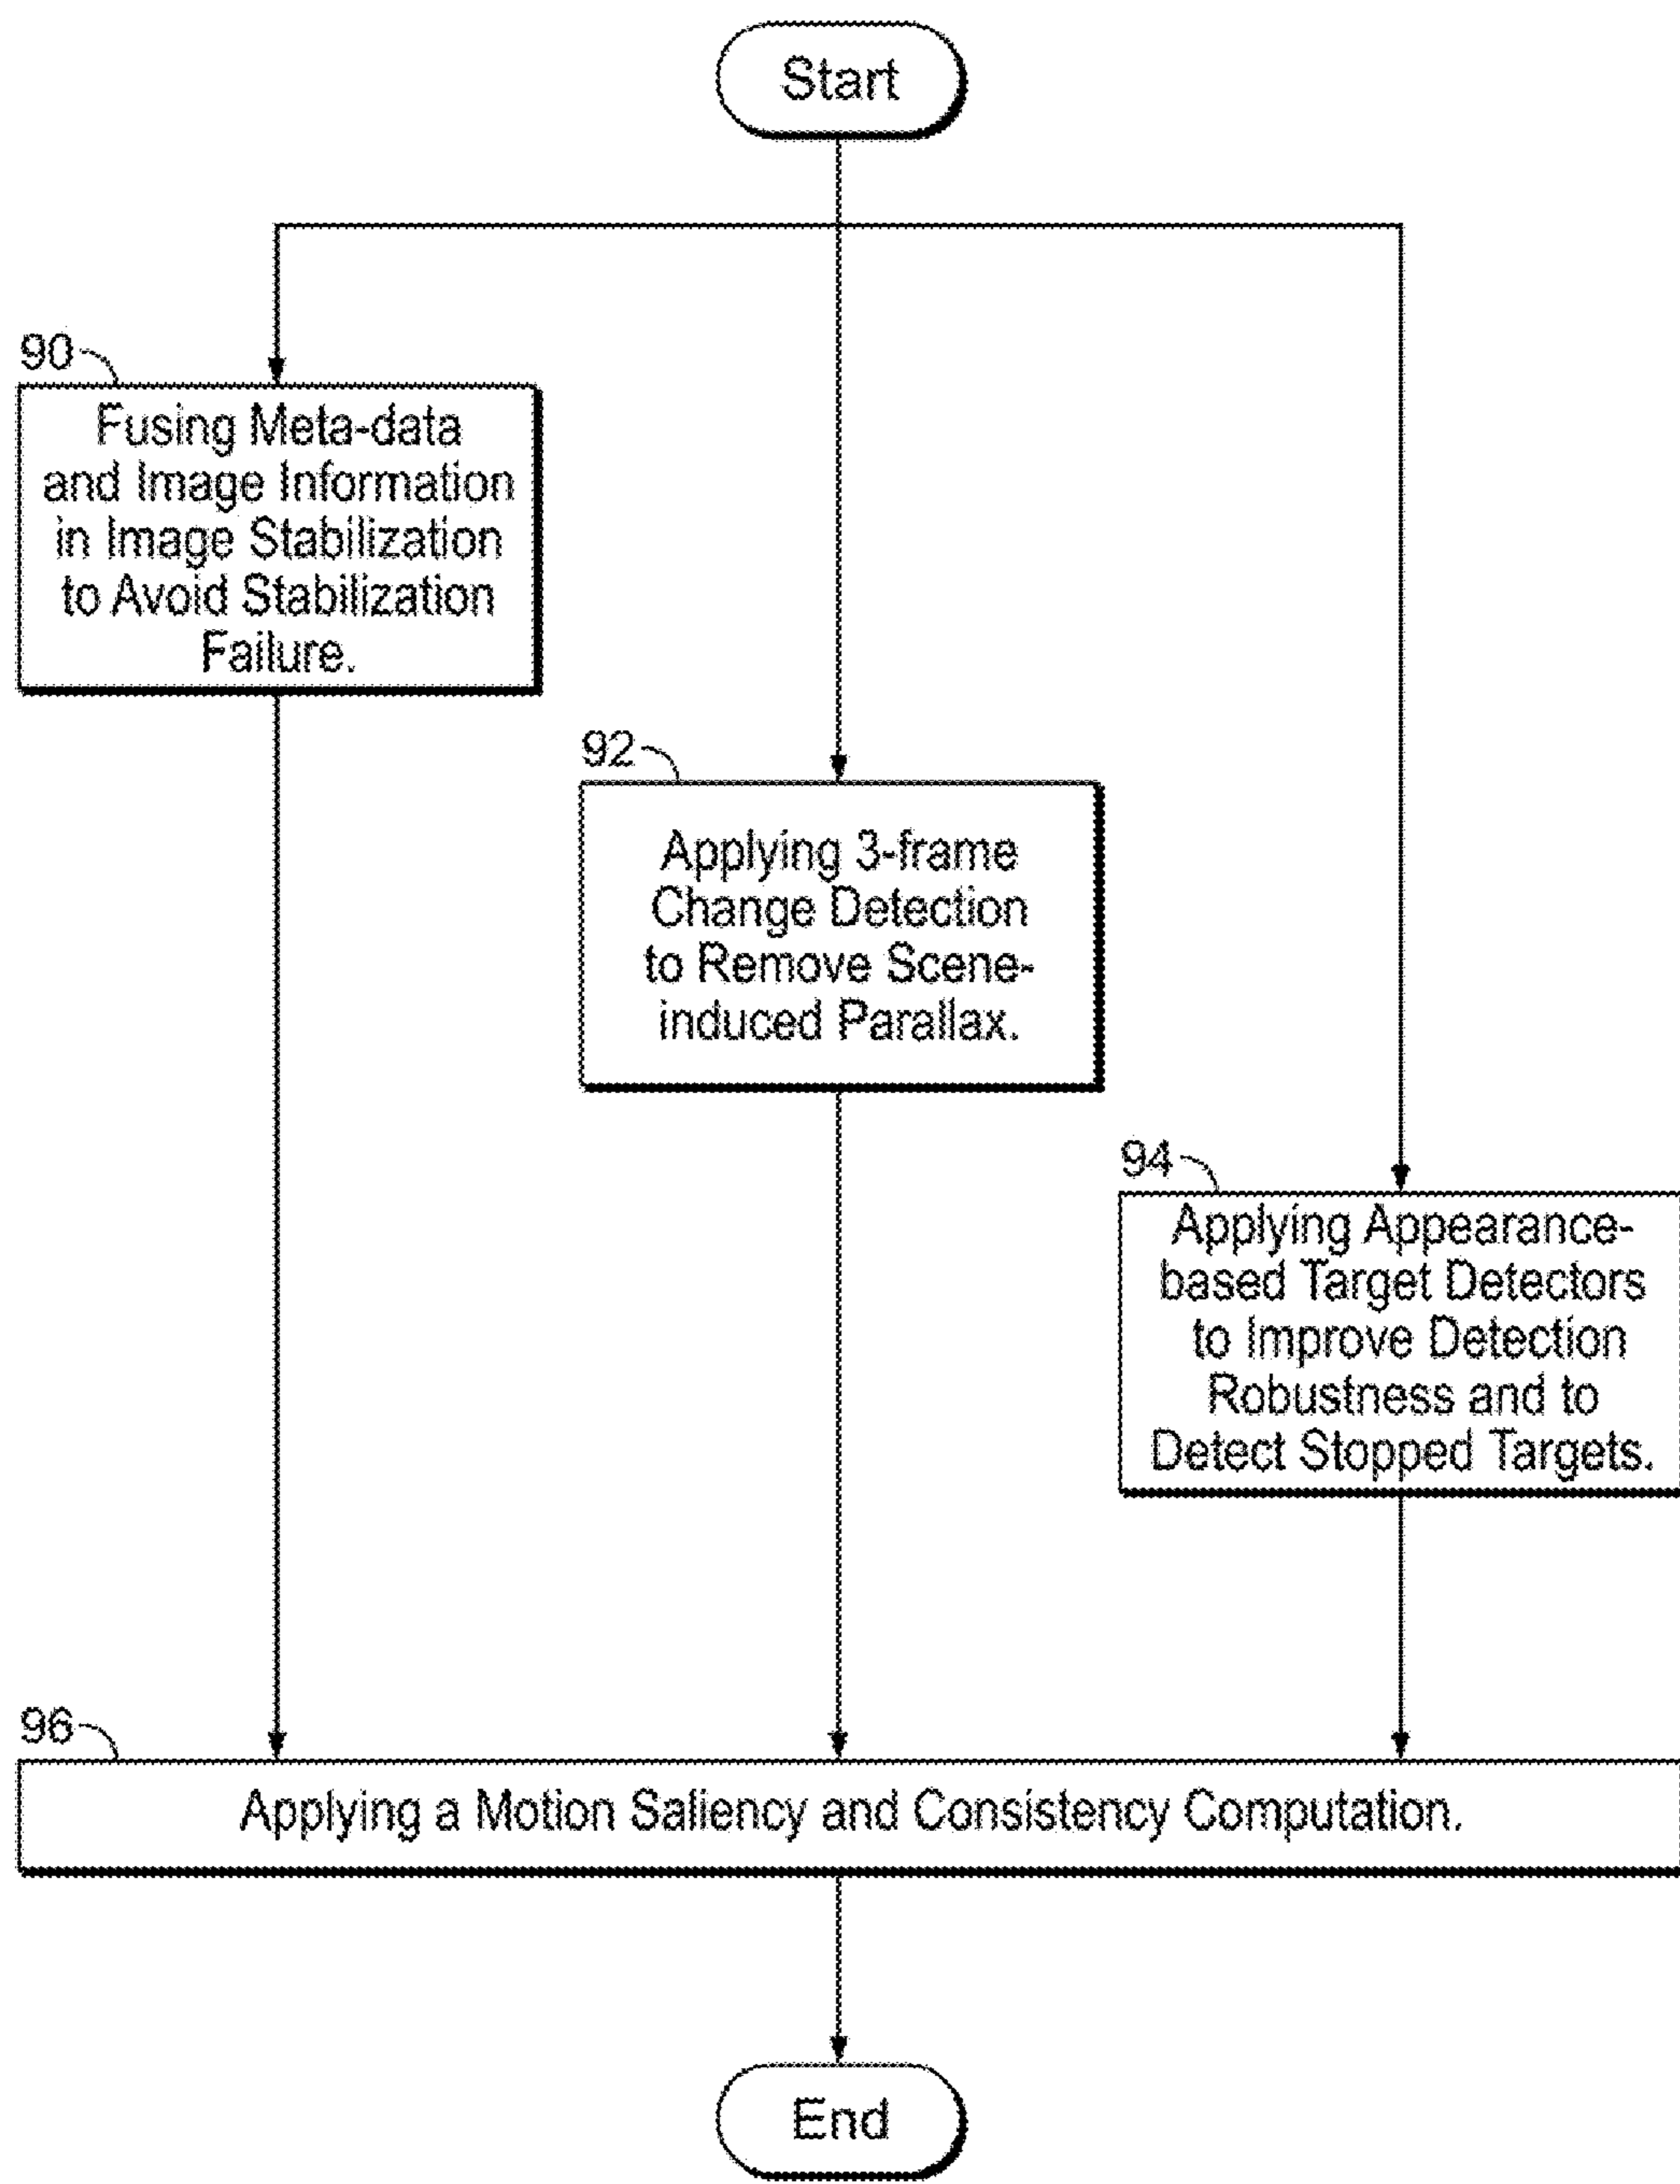 Start
90
Fusing Meta-data
and Image Information
in Image Stabilization
to Avoid Stabilization
Failure.
92
Applying 3-frame
Change Detection
to Remove Scene-
induced Parallax.
94
Applying Appearance-
based Target Detectors
to Improve Detection
Robustness and to
Detect Stopped Targets.
96
Applying a Motion Saliency and Consistency Computation.
End